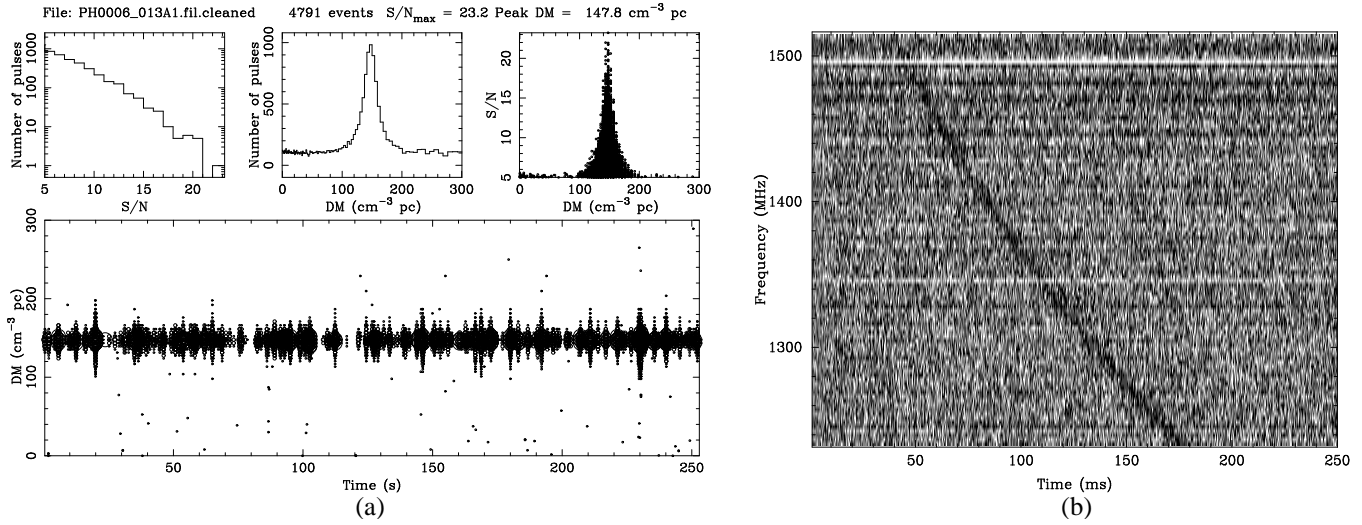 File: PH0006_013A1.fil.cleaned 4791 events S/Nmax = 23.2 Peak DM = 147.8 cm⁻³ pc
Number of pulses
1000
100
10
1
5 10 15 20
S/N
Number of pulses
1000
500
0
0 100 200 300
DM (cm⁻³ pc)
S/N
20
15
10
5
0 100 200 300
DM (cm⁻³ pc)
DM (cm⁻³ pc)
300
200
100
0
50 100 150 200 250
Time (s)
(a)
Frequency (MHz)
1500
1400
1300
50 100 150 200 250
Time (ms)
(b)